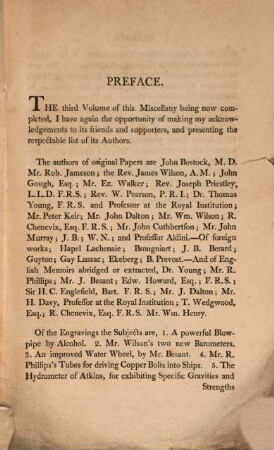 PREFACE.
THE third Volume of this Miscellany being now com-
pleted, I have again the opportunity of making my acknow-
ledgements to its friends and supporters, and presenting the
respectable list of its Authors.
The authors of original Papers are John Bostock, M. D.
Mr. Rob. Jameson; the Rev. James Wilson, A. M.; John
Gough, Esq.; Mr. Ez. Walker; Rev. Joseph Priestley,
L.L.D. F.R.S.; Rev. W. Pearson, P. R. I.; Dr. Thomas
Young, F. R. S. and Professor at the Royal Institution;
Mr. Peter Keir; Mr. John Dalton; Mr. Wm. Wilson; R.
Chenevix, Esq. F. R. S.; Mr. John Cuthbertson; Mr. John
Murray; J. B; W. N.; and Professor Aldini.—Of foreign
works; Hapel Lachenaie; Brongniart; J. B. Berard;
Guyton; Gay Lussac; Ekeberg; B. Prevost.—And of Eng-
lish Memoirs abridged or extracted, Dr. Young; Mr. R.
Phillips; Mr. J. Besant; Edw. Howard, Esq.; F. R. S.;
Sir H. C. Englefield, Bart. F. R. S.; Mr. J. Dalton; Mr.
H. Davy, Professor at the Royal Institution; T. Wedgwood,
Esq.; R. Chenevix, Esq. F. R. S. Mr. Wm. Henry.
Of the Engravings the Subjects are, 1. A powerful Blow-
pipe by Alcohol. 2. Mr. Wilson's two new Barometers.
3. An improved Water Wheel, by Mr. Besant. 4. Mr. R.
Phillips's Tubes for driving Copper Bolts into Ships. 5. The
Hydrometer of Atkins, for exhibiting Specific Gravities and
Strengths